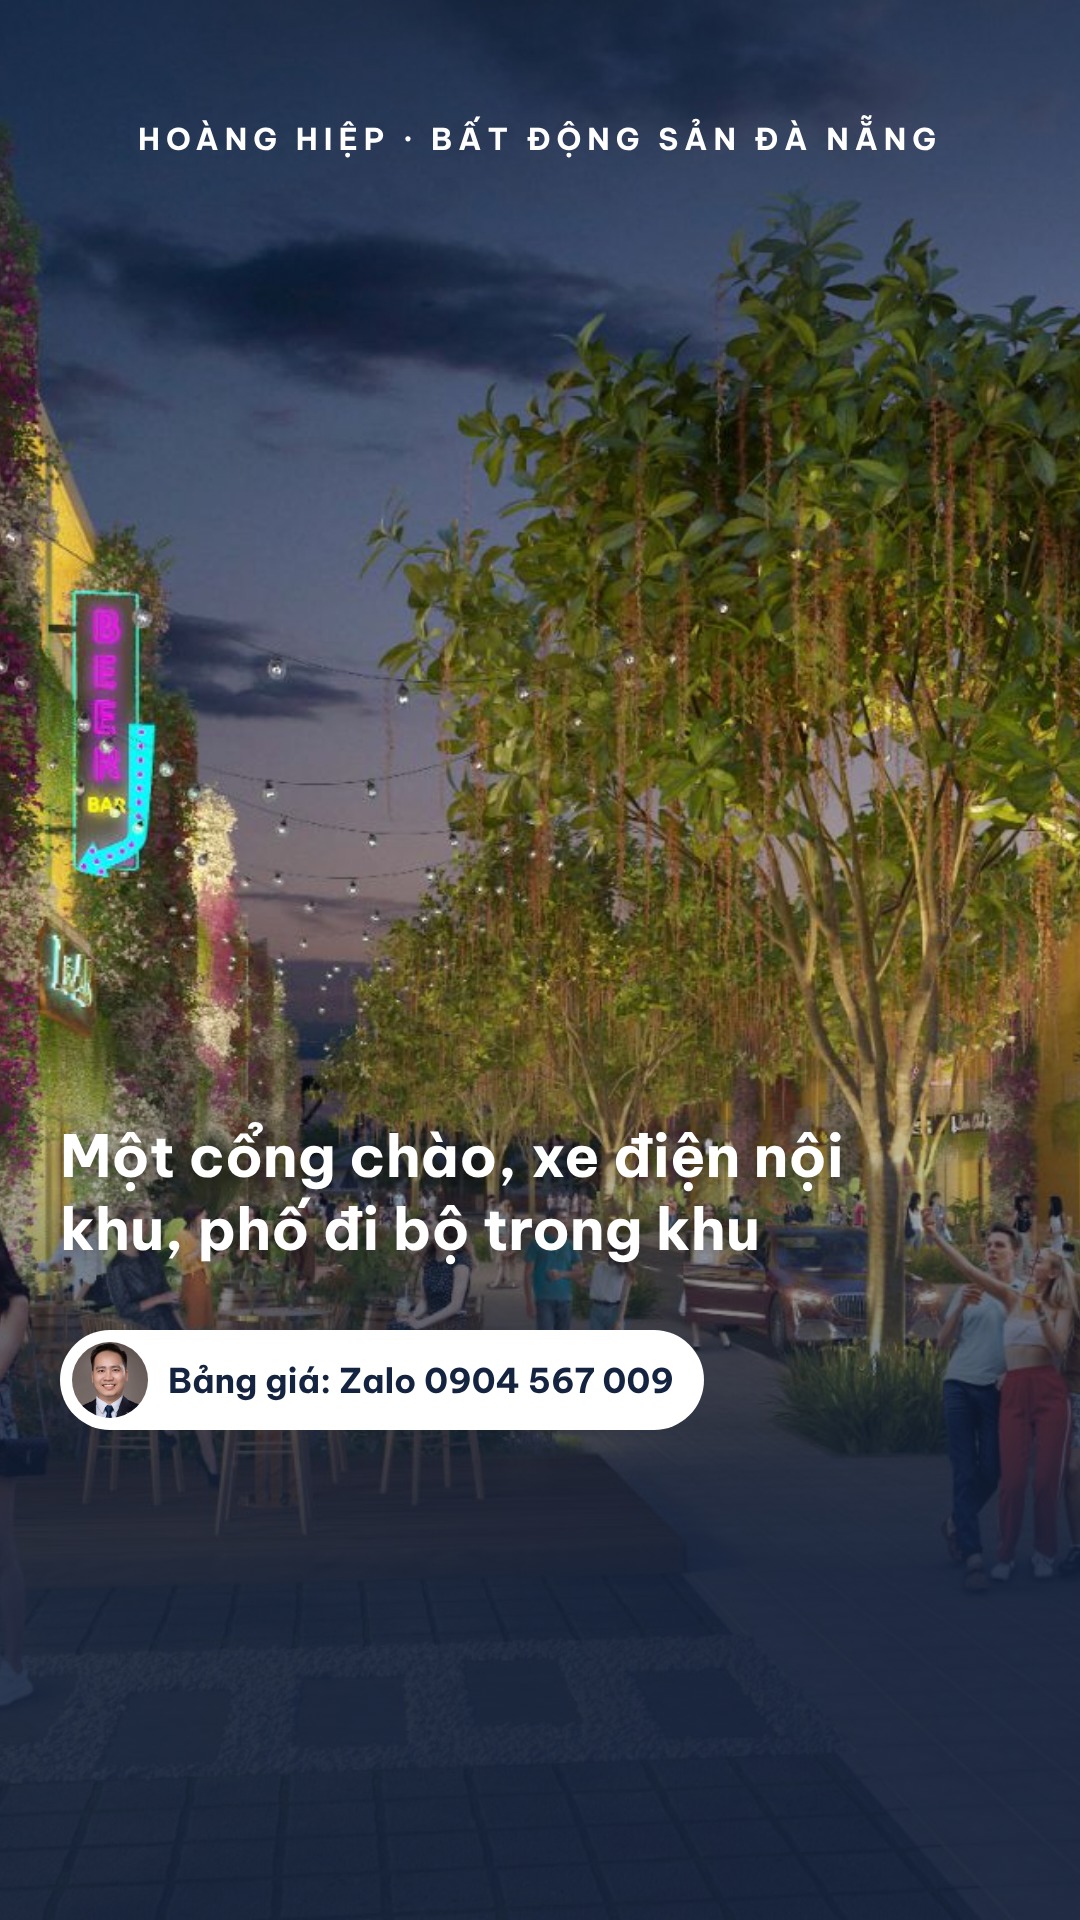 HOÀNG HIỆP · BẤT ĐỘNG SẢN ĐÀ NẴNG
BEER
BAR
Một cổng chào, xe điện nội
khu, phố đi bộ trong khu
Bảng giá: Zalo 0904 567 009